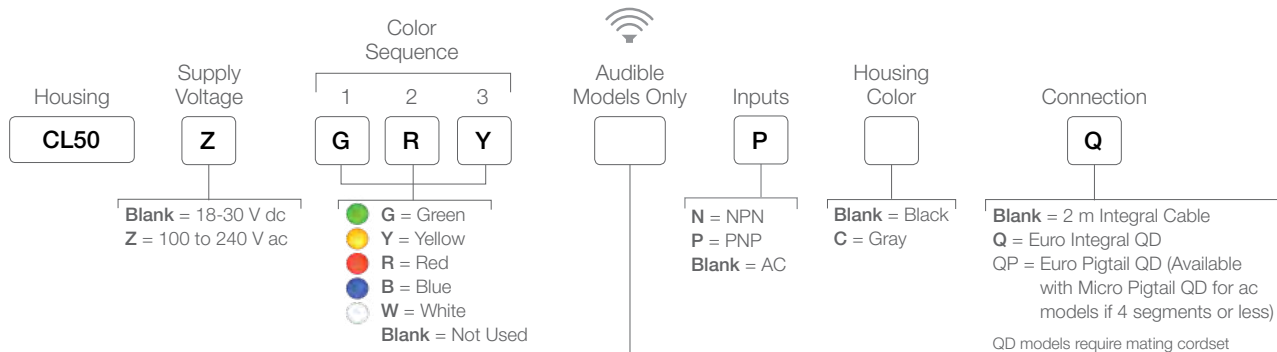 Color
Sequence
Supply
Voltage
Audible
Models Only
Housing
Color
Housing
1 2 3
Inputs
Connection
CL50 Z G R Y P Q
Blank = 18-30 V dc
Z = 100 to 240 V ac
G = Green
Y = Yellow
R = Red
B = Blue
W = White
Blank = Not Used
N = NPN
P = PNP
Blank = AC
Blank = Black
C = Gray
Blank = 2 m Integral Cable
Q = Euro Integral QD
QP = Euro Pigtail QD (Available
with Micro Pigtail QD for ac
models if 4 segments or less)
QD models require mating cordset